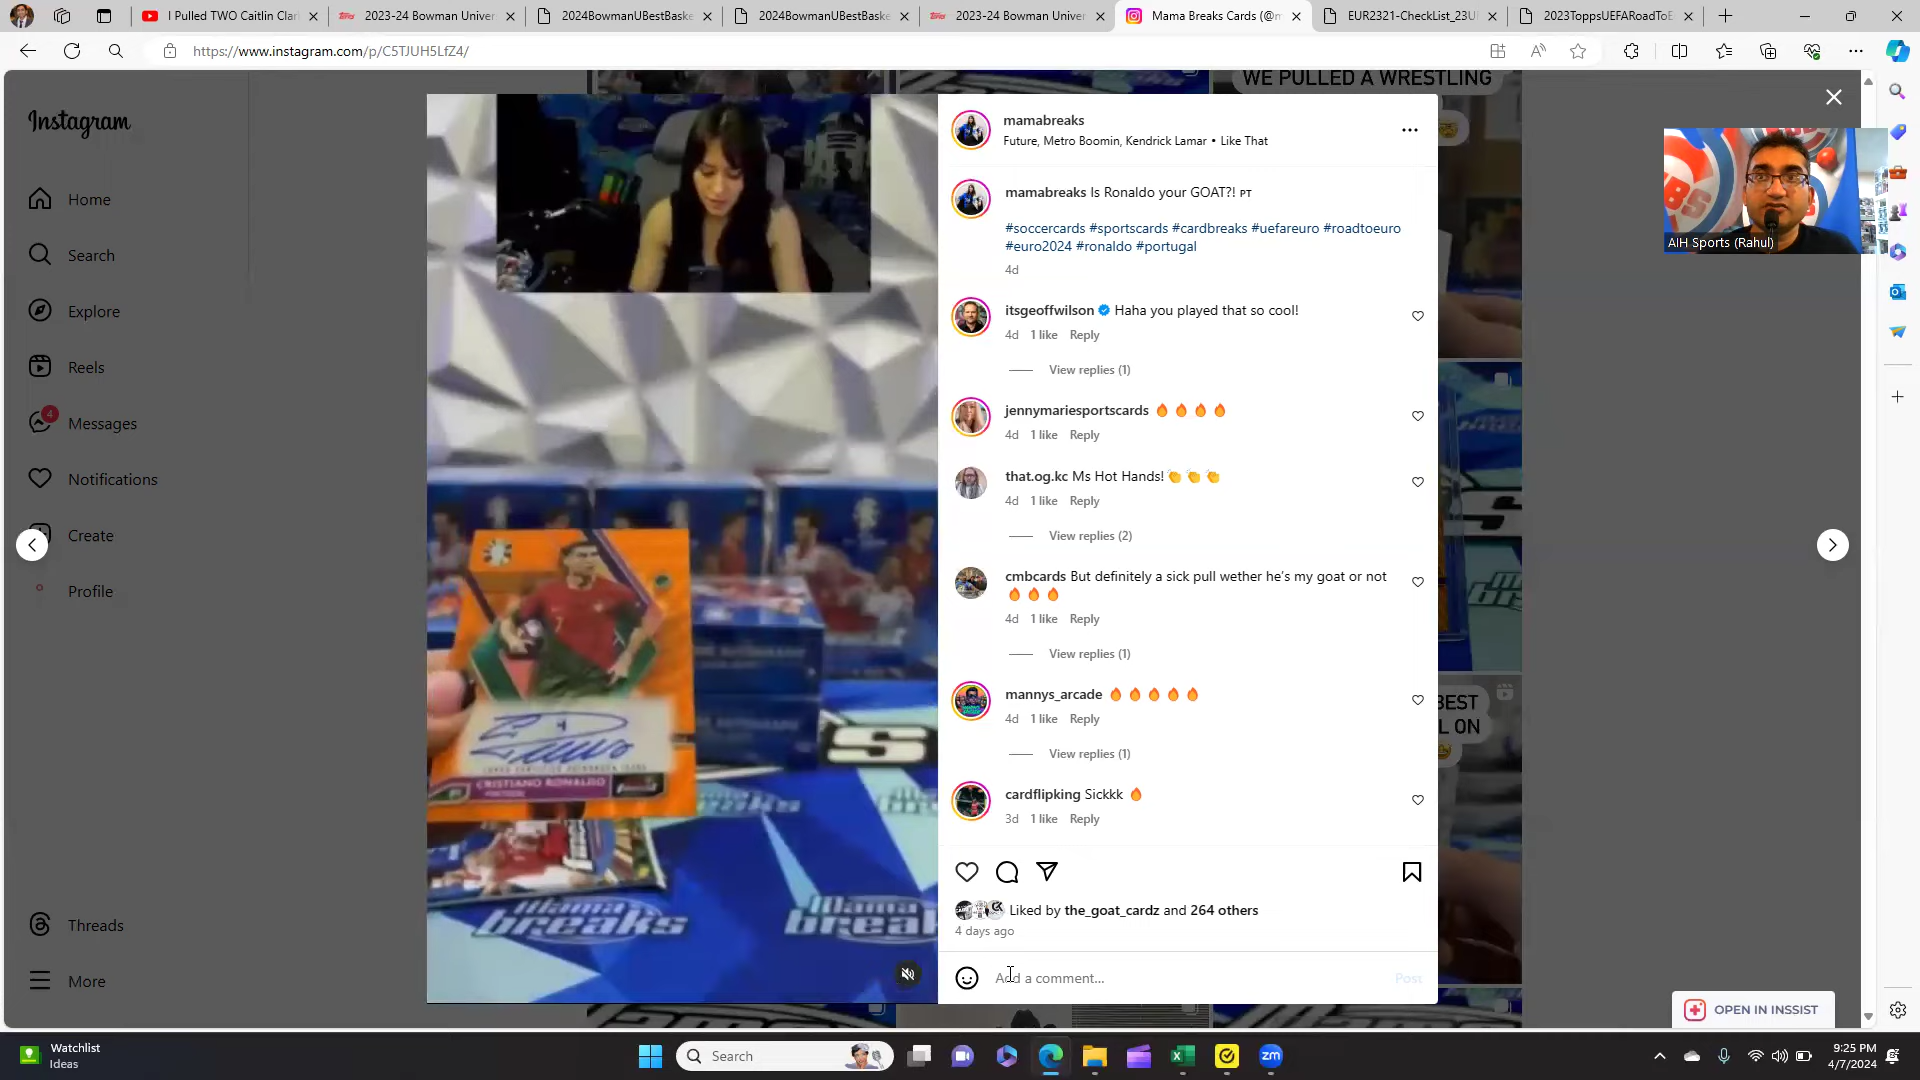 I Pulled TWO Caitlin Clar
2023-24 Bowman Univer
2024BowmanUBestBaske
2024BowmanUBestBaske
2023-24 Bowman Univer
Mama Breaks Cards (@m
EUR2321-CheckList_23U
2023ToppsUEFARoadToE
https://www.instagram.com/p/C5TJUH5LfZ4/
Instagram
Home
Search
Explore
Reels
4
Messages
Notifications
Create
Profile
Threads
More
WE PULLED A WRESTLING
BEST
L ON
AIH Sports (Rahul)
CRISTIANO RONALDO
S
Mama breaks
breaks
mamabreaks
Future, Metro Boomin, Kendrick Lamar • Like That
mamabreaks Is Ronaldo your GOAT?! PT
#soccercards #sportscards #cardbreaks #uefareuro #roadtoeuro
#euro2024 #ronaldo #portugal
4d
itsgeoffwilson Haha you played that so cool!
4d 1 like Reply
View replies (1)
jennymariesportscards 🔥🔥🔥🔥
4d 1 like Reply
that.og.kc Ms Hot Hands! 👏👏👏
4d 1 like Reply
View replies (2)
cmbcards But definitely a sick pull wether he's my goat or not
🔥🔥🔥
4d 1 like Reply
View replies (1)
mannys_arcade 🔥🔥🔥🔥🔥
4d 1 like Reply
View replies (1)
cardflipking Sickkk 🔥
3d 1 like Reply
Liked by the_goat_cardz and 264 others
4 days ago
Add a comment...
Post
OPEN IN INSSIST
Watchlist
Ideas
Search
zm
9:25 PM
4/7/2024